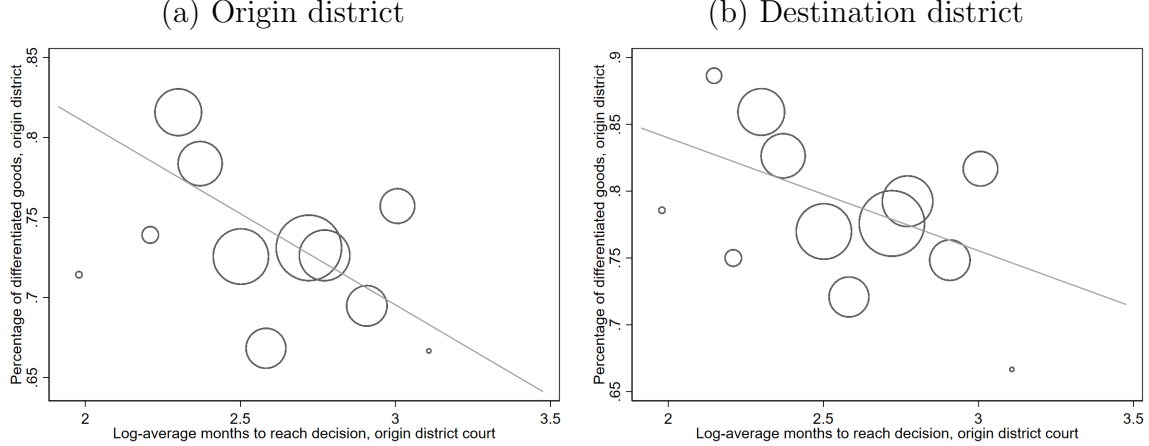 (a) Origin district
Percentage of differentiated goods, origin district
.85
.8
.75
.7
.65
2 2.5 3 3.5
Log-average months to reach decision, origin district court
(b) Destination district
Percentage of differentiated goods, origin district
.9
.85
.8
.75
.7
.65
2 2.5 3 3.5
Log-average months to reach decision, origin district court